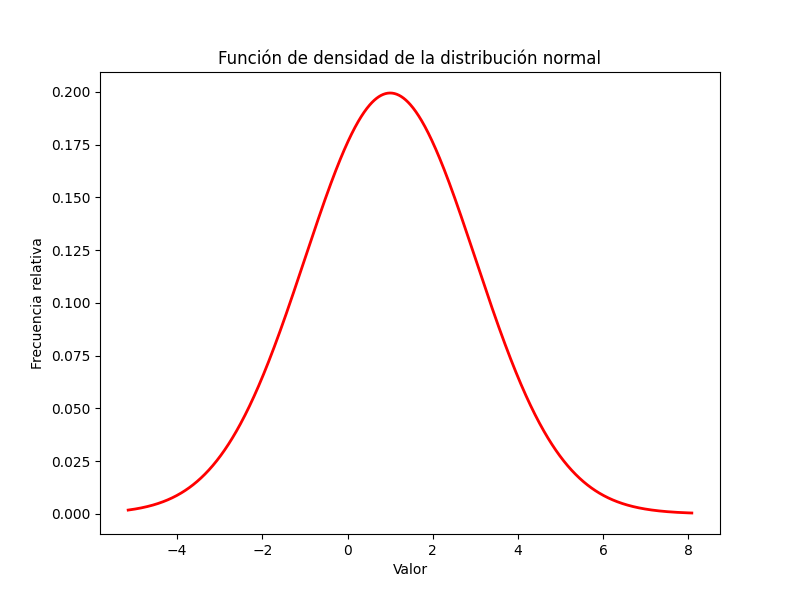 Función de densidad de la distribución normal
0.200
0.175
0.150
0.125
0.100
0.075
0.050
0.025
0.000
Frecuencia relativa
−4 −2 0 2 4 6 8
Valor